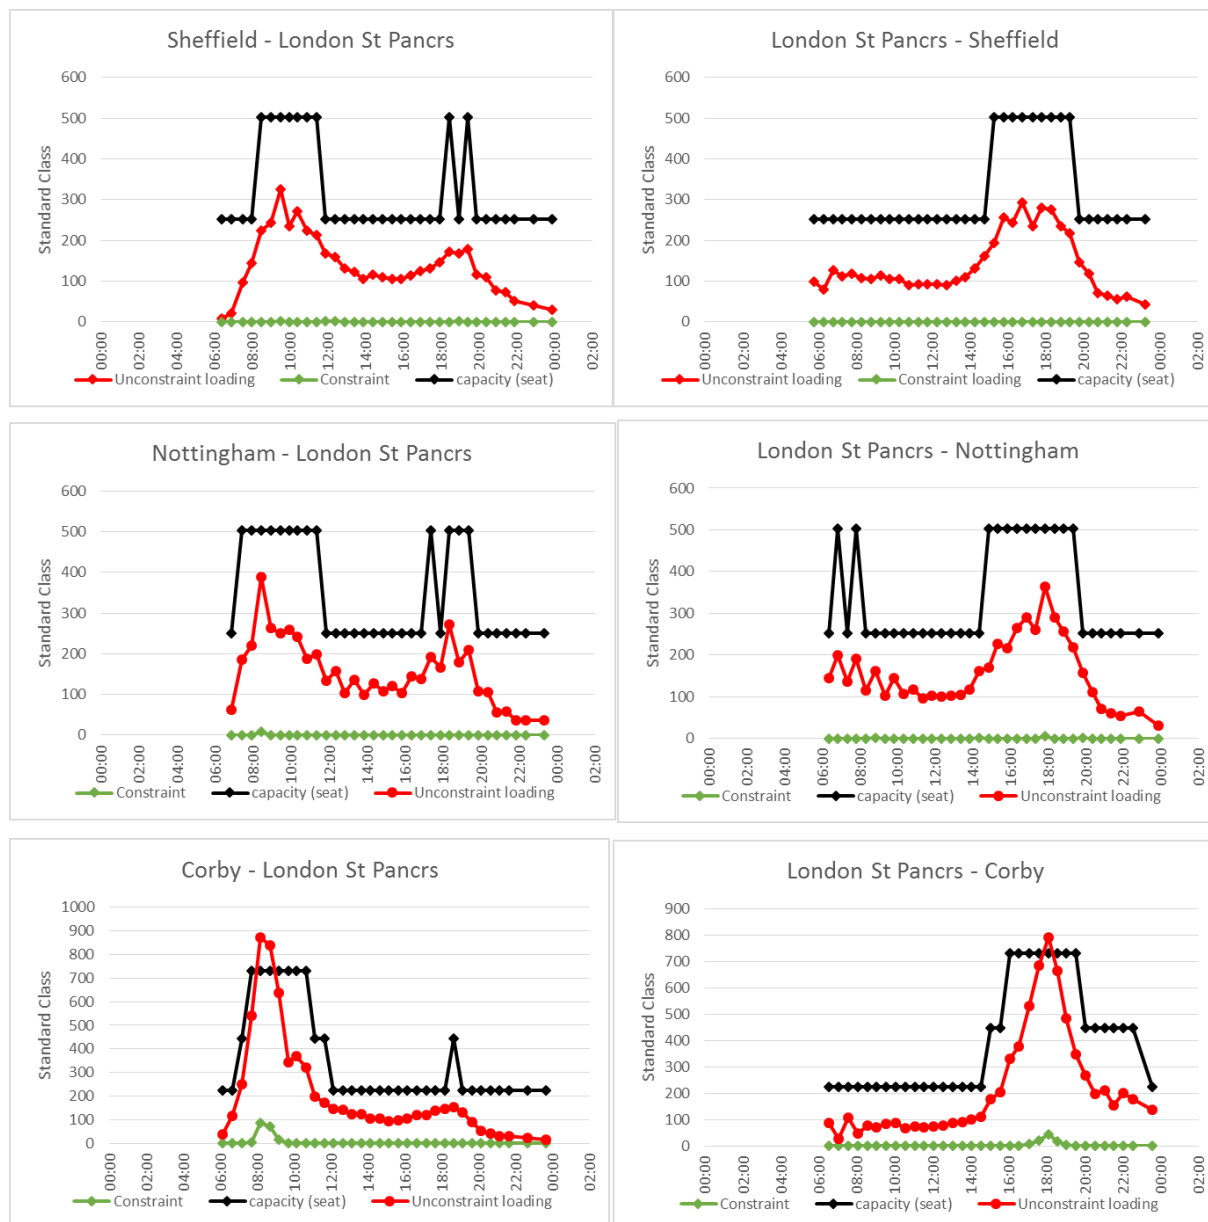 Sheffield - London St Pancrs
600
500
400
300
200
100
0
Standard Class
00:00 02:00 04:00 06:00 08:00 10:00 12:00 14:00 16:00 18:00 20:00 22:00 00:00 02:00
Unconstraint loading Constraint capacity (seat)
London St Pancrs - Sheffield
600
500
400
300
200
100
0
Standard Class
00:00 02:00 04:00 06:00 08:00 10:00 12:00 14:00 16:00 18:00 20:00 22:00 00:00 02:00
Unconstraint loading Constraint loading capacity (seat)
Nottingham - London St Pancrs
600
500
400
300
200
100
0
Standard Class
00:00 02:00 04:00 06:00 08:00 10:00 12:00 14:00 16:00 18:00 20:00 22:00 00:00 02:00
Constraint capacity (seat) Unconstraint loading
London St Pancrs - Nottingham
600
500
400
300
200
100
0
Standard Class
00:00 02:00 04:00 06:00 08:00 10:00 12:00 14:00 16:00 18:00 20:00 22:00 00:00 02:00
Constraint capacity (seat) Unconstraint loading
Corby - London St Pancrs
1000
900
800
700
600
500
400
300
200
100
0
Standard Class
00:00 02:00 04:00 06:00 08:00 10:00 12:00 14:00 16:00 18:00 20:00 22:00 00:00 02:00
Constraint capacity (seat) Unconstraint loading
London St Pancrs - Corby
900
800
700
600
500
400
300
200
100
0
Standard Class
00:00 02:00 04:00 06:00 08:00 10:00 12:00 14:00 16:00 18:00 20:00 22:00 00:00 02:00
Constraint capacity (seat) Unconstraint loading